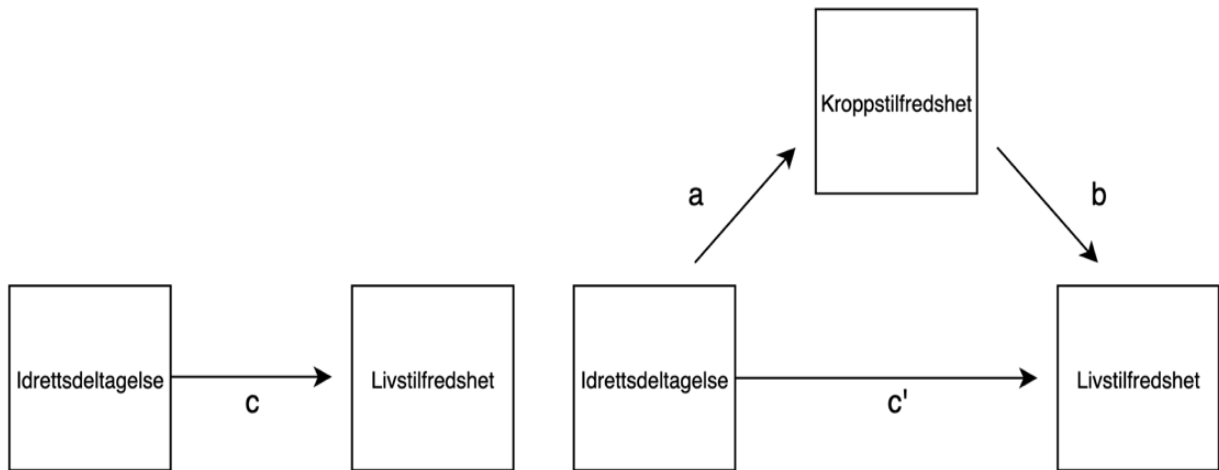 Kroppstilfredshet
a
b
Idrettsdeltagelse
c
Livstilfredshet
Idrettsdeltagelse
c'
Livstilfredshet